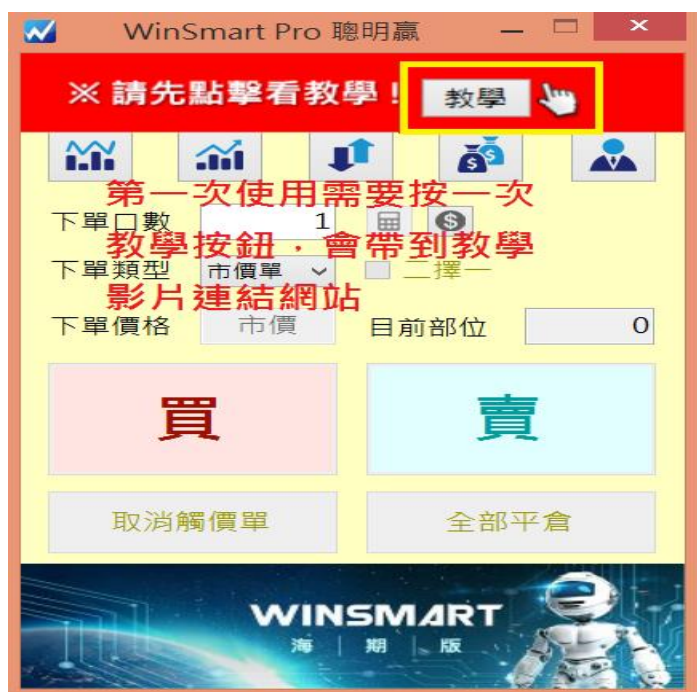 WinSmart Pro 聰明贏
※ 請先點擊看教學！ 教學
第一次使用需要按一次
下單口數 1
教學按鈕，會帶到教學
下單類型 市價單 二擇一
影片連結網站
下單價格 市價 目前部位 0
買 賣
取消觸價單 全部平倉
WINSMART
海｜期｜版